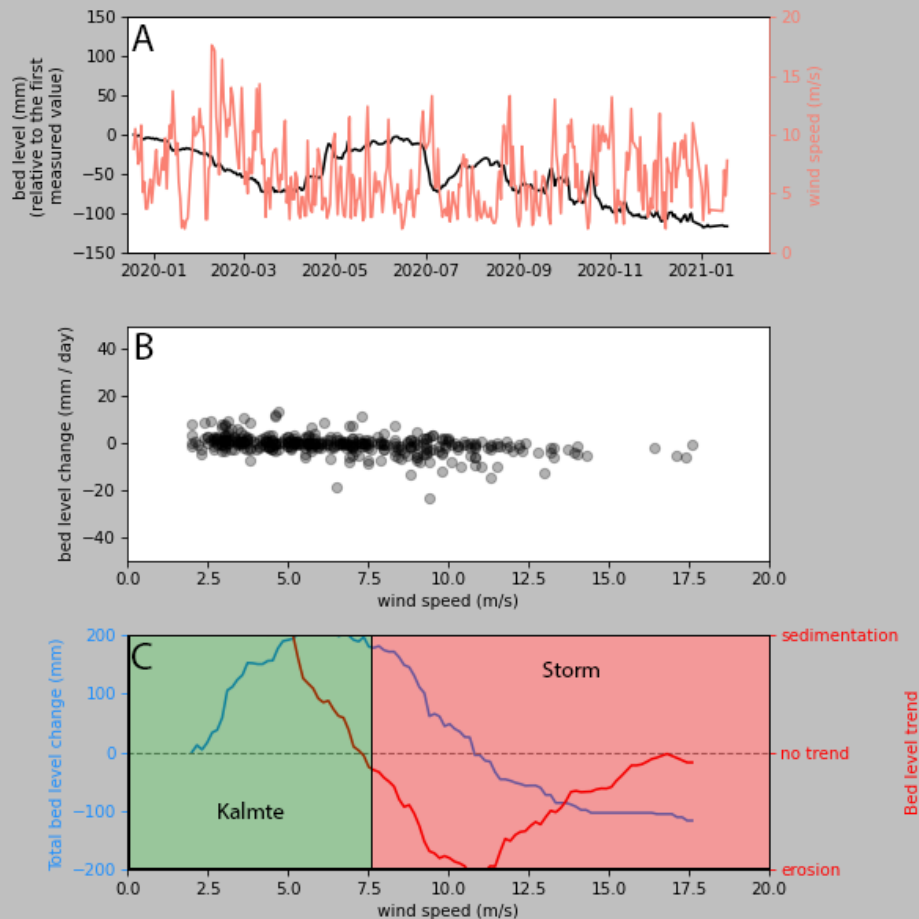 A
bed level (mm)
(relative to the first
measured value)
150
100
50
0
−50
−100
−150
20
15
10
5
0
wind speed (m/s)
2020-01 2020-03 2020-05 2020-07 2020-09 2020-11 2021-01
B
bed level change (mm / day)
40
20
0
−20
−40
0.0 2.5 5.0 7.5 10.0 12.5 15.0 17.5 20.0
wind speed (m/s)
C
Total bed level change (mm)
200
100
0
−100
−200
Kalmte
Storm
sedimentation
no trend
erosion
Bed level trend
0.0 2.5 5.0 7.5 10.0 12.5 15.0 17.5 20.0
wind speed (m/s)